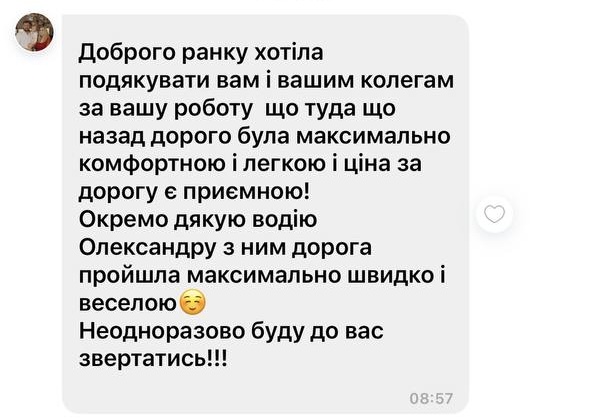 Доброго ранку хотіла
подякувати вам і вашим колегам
за вашу роботу  що туда що
назад дорого була максимально
комфортною і легкою і ціна за
дорогу є приємною!
Окремо дякую водію
Олександру з ним дорога
пройшла максимально швидко і
веселою☺️
Неодноразово буду до вас
звертатись!!!
08:57